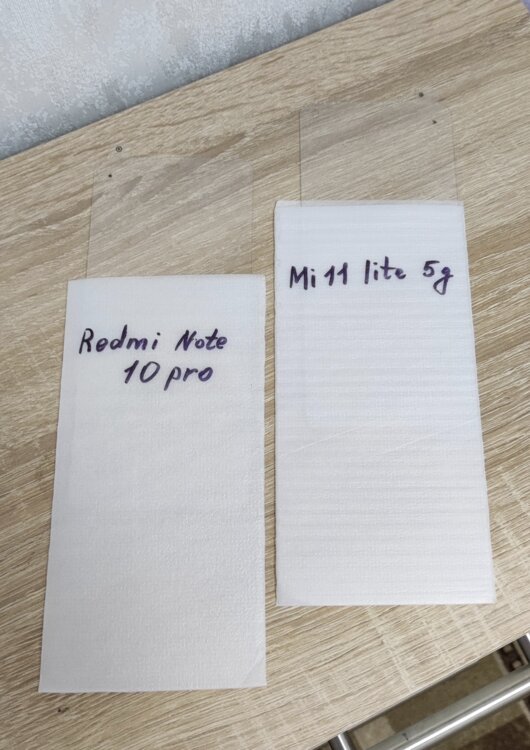 Redmi Note
10 pro
Mi 11 lite 5g